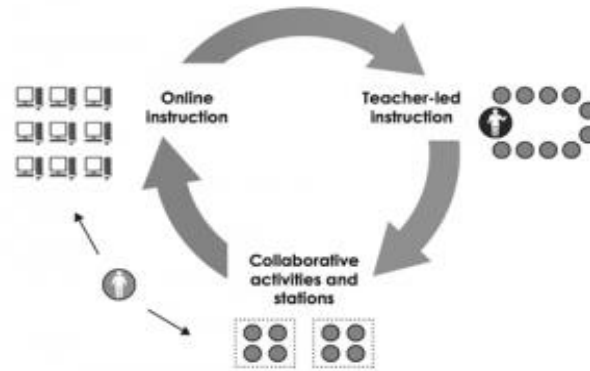 Online
instruction
Teacher-led
instruction
Collaborative
activities and
stations